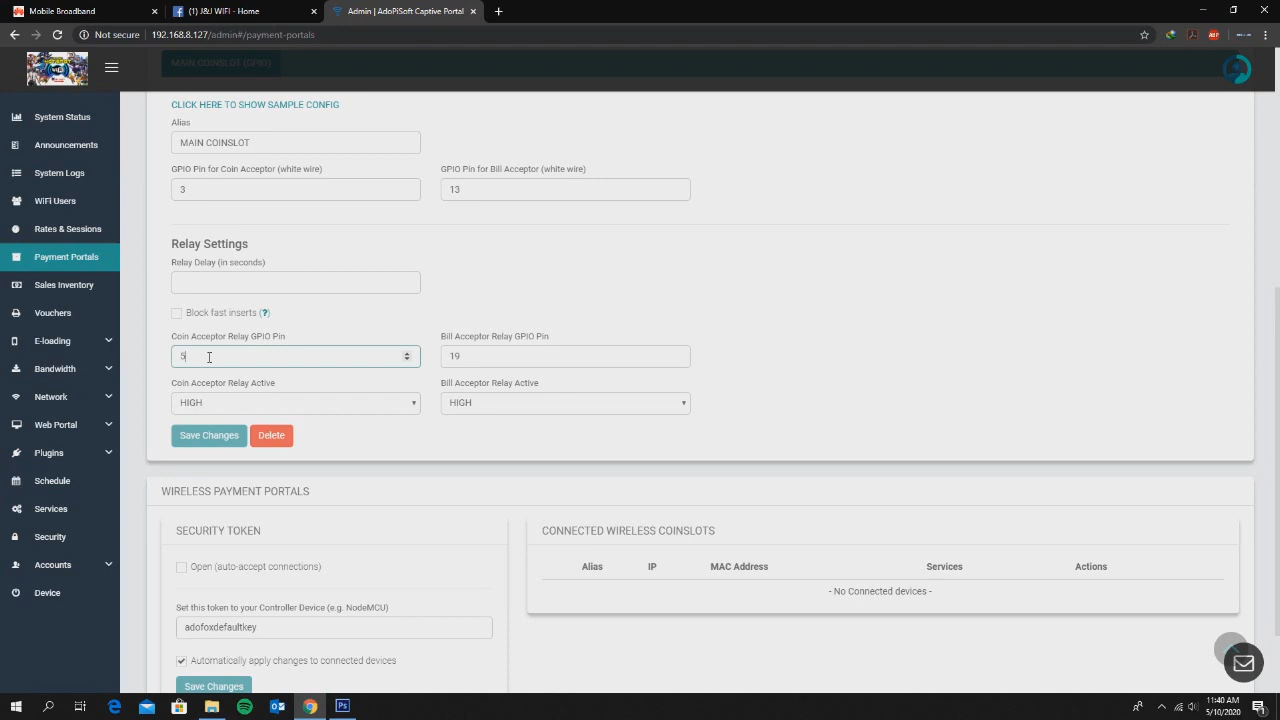 Mobile Broadband
(1) J&J WiFi - Home
Admin | AdoPiSoft Captive Portal
Not secure | 192.168.8.127/admin#/payment-portals
MAIN COINSLOT (GPIO)
CLICK HERE TO SHOW SAMPLE CONFIG
Alias
MAIN COINSLOT
GPIO Pin for Coin Acceptor (white wire)
GPIO Pin for Bill Acceptor (white wire)
3
13
Relay Settings
Relay Delay (in seconds)
Block fast inserts (?)
Coin Acceptor Relay GPIO Pin
Bill Acceptor Relay GPIO Pin
5
19
Coin Acceptor Relay Active
Bill Acceptor Relay Active
HIGH
HIGH
Save Changes
Delete
System Status
Announcements
System Logs
WiFi Users
Rates & Sessions
Payment Portals
Sales Inventory
Vouchers
E-loading
Bandwidth
Network
Web Portal
Plugins
Schedule
Services
Security
Accounts
Device
WIRELESS PAYMENT PORTALS
SECURITY TOKEN
Open (auto-accept connections)
Set this token to your Controller Device (e.g. NodeMCU)
adofoxdefaultkey
Automatically apply changes to connected devices
Save Changes
CONNECTED WIRELESS COINSLOTS
Alias
IP
MAC Address
Services
Actions
- No Connected devices -
11:40 AM
5/10/2020